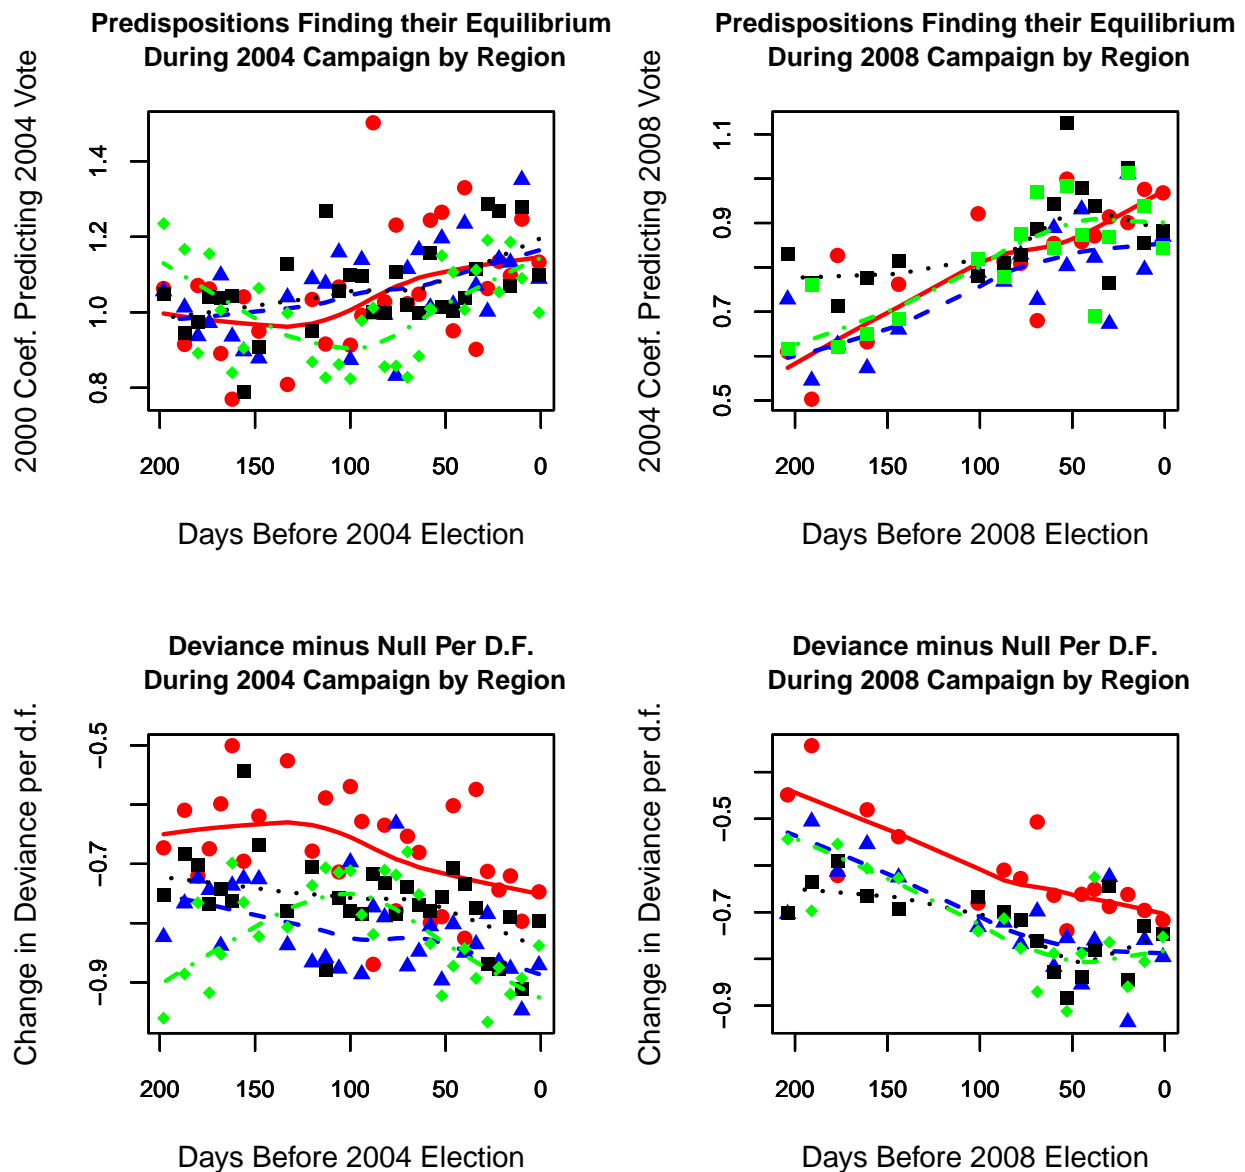 Predispositions Finding their Equilibrium
During 2004 Campaign by Region
2000 Coef. Predicting 2004 Vote
1.4
1.2
1.0
0.8
200 150 100 50 0
Days Before 2004 Election
Predispositions Finding their Equilibrium
During 2008 Campaign by Region
2004 Coef. Predicting 2008 Vote
1.1
0.9
0.7
0.5
200 150 100 50 0
Days Before 2008 Election
Deviance minus Null Per D.F.
During 2004 Campaign by Region
Change in Deviance per d.f.
−0.5
−0.7
−0.9
200 150 100 50 0
Days Before 2004 Election
Deviance minus Null Per D.F.
During 2008 Campaign by Region
Change in Deviance per d.f.
−0.5
−0.7
−0.9
200 150 100 50 0
Days Before 2008 Election